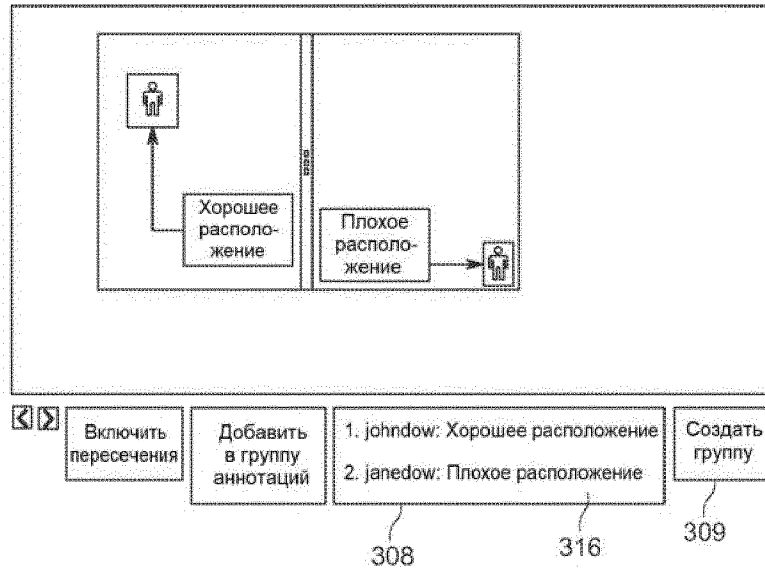 Хорошее
располо-
жение
Плохое
располо-
жение
Включить
пересечения
Добавить
в группу
аннотаций
1. johndow: Хорошее расположение
2. janedow: Плохое расположение
Создать
группу
308
316
309